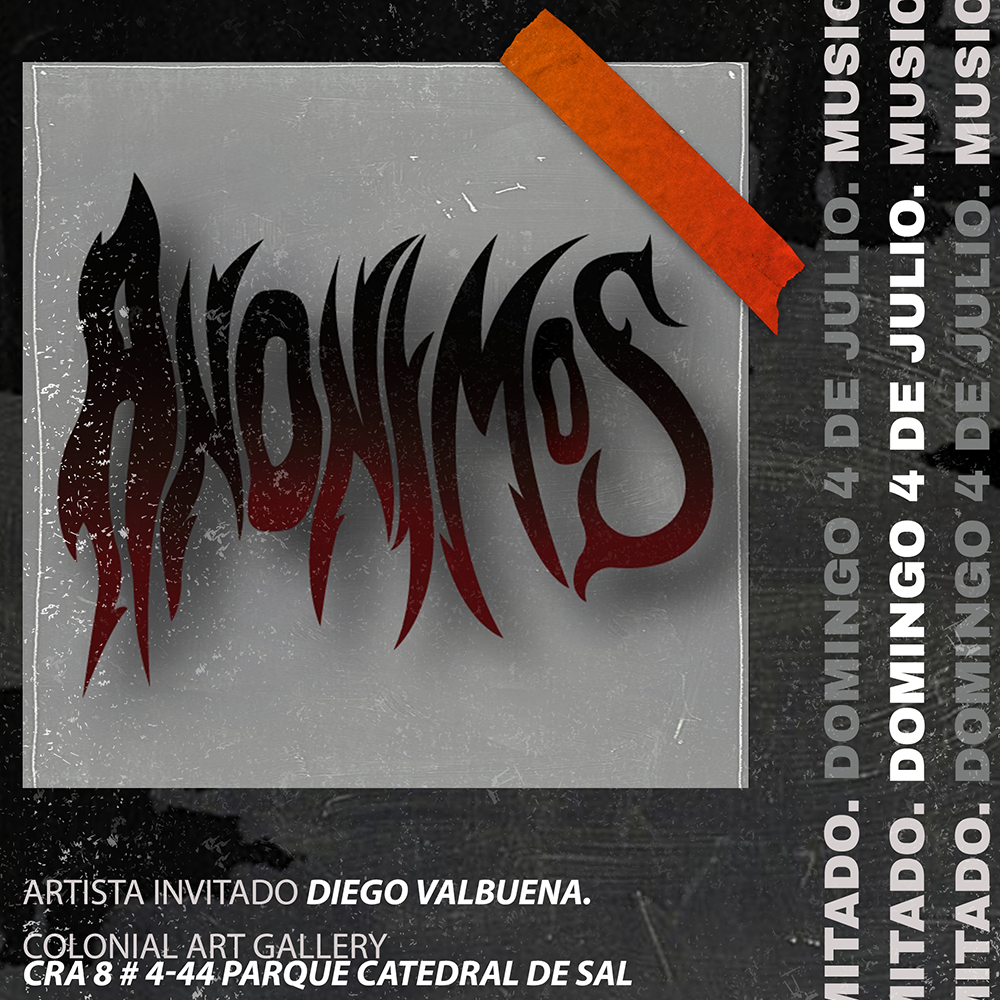 ANONIMOS
ARTISTA INVITADO DIEGO VALBUENA.
COLONIAL ART GALLERY
CRA 8 # 4-44 PARQUE CATEDRAL DE SAL
MITADO. DOMINGO 4 DE JULIO. MUSIC
MITADO. DOMINGO 4 DE JULIO. MUSIC
MITADO. DOMINGO 4 DE JULIO. MUSIC